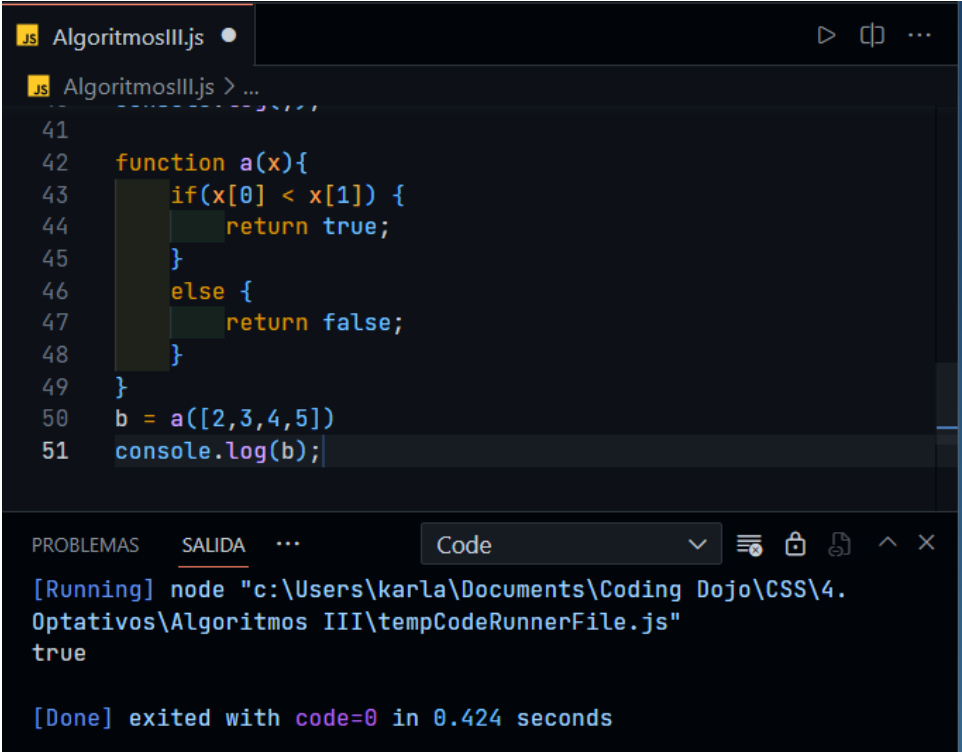 JS AlgoritmosIII.js
JS AlgoritmosIII.js > ...
41
42 function a(x){
43     if(x[0] < x[1]) {
44         return true;
45     }
46     else {
47         return false;
48     }
49 }
50 b = a([2,3,4,5])
51 console.log(b);
PROBLEMAS SALIDA ... Code
[Running] node "c:\Users\karla\Documents\Coding Dojo\CSS\4.
Optativos\Algoritmos III\tempCodeRunnerFile.js"
true
[Done] exited with code=0 in 0.424 seconds